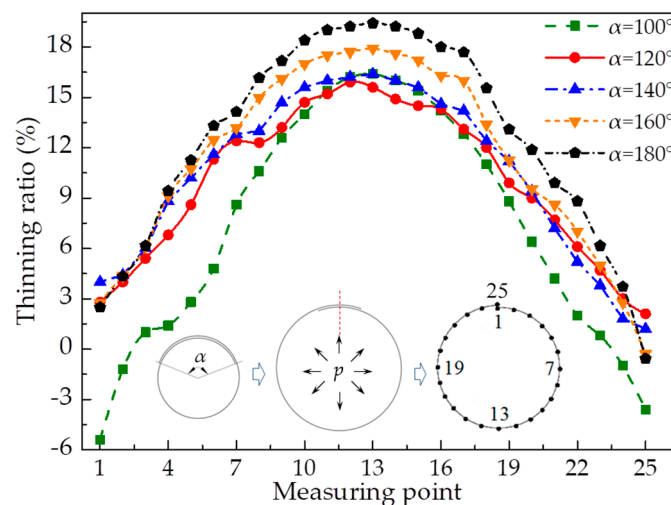 Thinning ratio (%)
18
15
12
9
6
3
0
-3
-6
α=100°
α=120°
α=140°
α=160°
α=180°
α
p
25
1
19
7
13
1 4 7 10 13 16 19 22 25
Measuring point